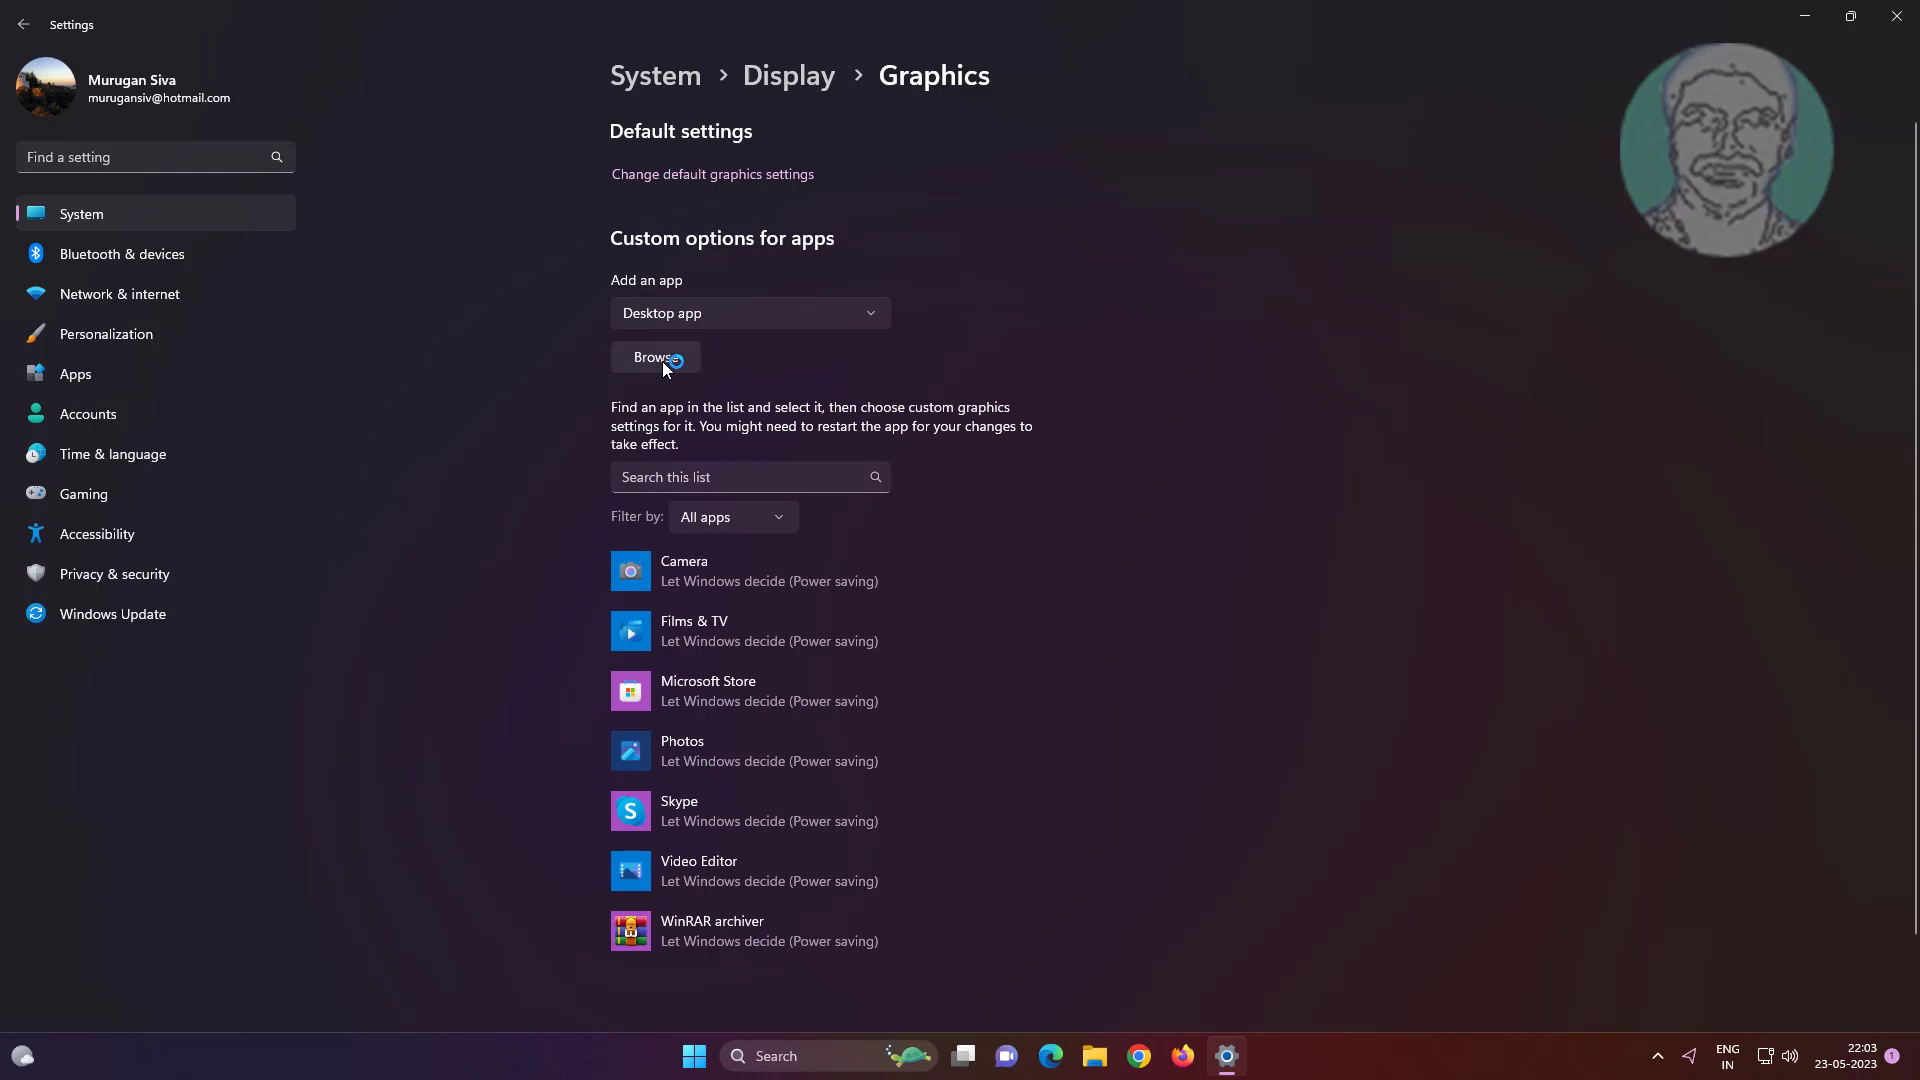 Settings
Murugan Siva
murugansiv@hotmail.com
Find a setting
System
Bluetooth & devices
Network & internet
Personalization
Apps
Accounts
Time & language
Gaming
Accessibility
Privacy & security
Windows Update
System > Display > Graphics
Default settings
Change default graphics settings
Custom options for apps
Add an app
Desktop app
Browse
Find an app in the list and select it, then choose custom graphics
settings for it. You might need to restart the app for your changes to
take effect.
Search this list
Filter by: All apps
Camera
Let Windows decide (Power saving)
Films & TV
Let Windows decide (Power saving)
Microsoft Store
Let Windows decide (Power saving)
Photos
Let Windows decide (Power saving)
Skype
Let Windows decide (Power saving)
Video Editor
Let Windows decide (Power saving)
WinRAR archiver
Let Windows decide (Power saving)
Search
ENG
IN
22:03
23-05-2023
1